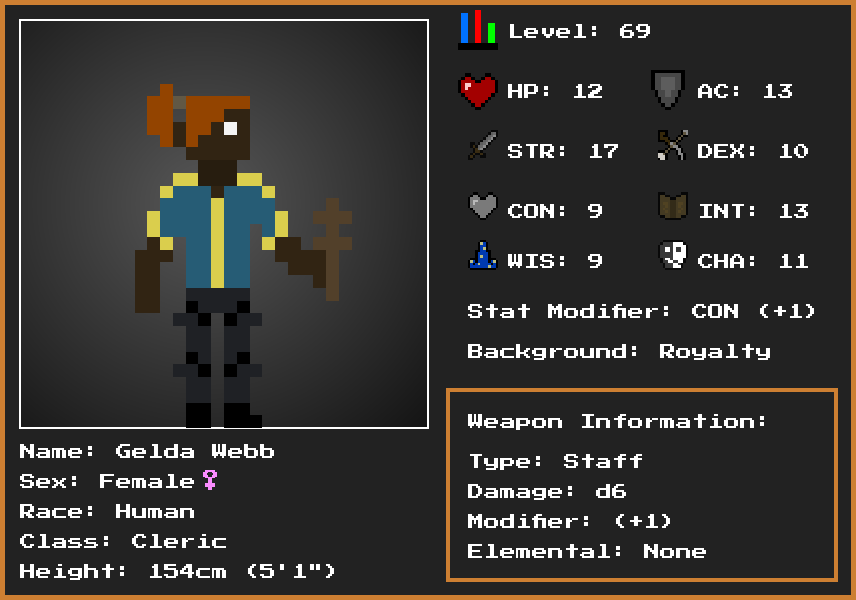 Level: 69
HP: 12
AC: 13
STR: 17
DEX: 10
CON: 9
INT: 13
WIS: 9
CHA: 11
Stat Modifier: CON (+1)
Background: Royalty
Weapon Information:
Type: Staff
Damage: d6
Modifier: (+1)
Elemental: None
Name: Gelda Webb
Sex: Female♀
Race: Human
Class: Cleric
Height: 154cm (5'1")